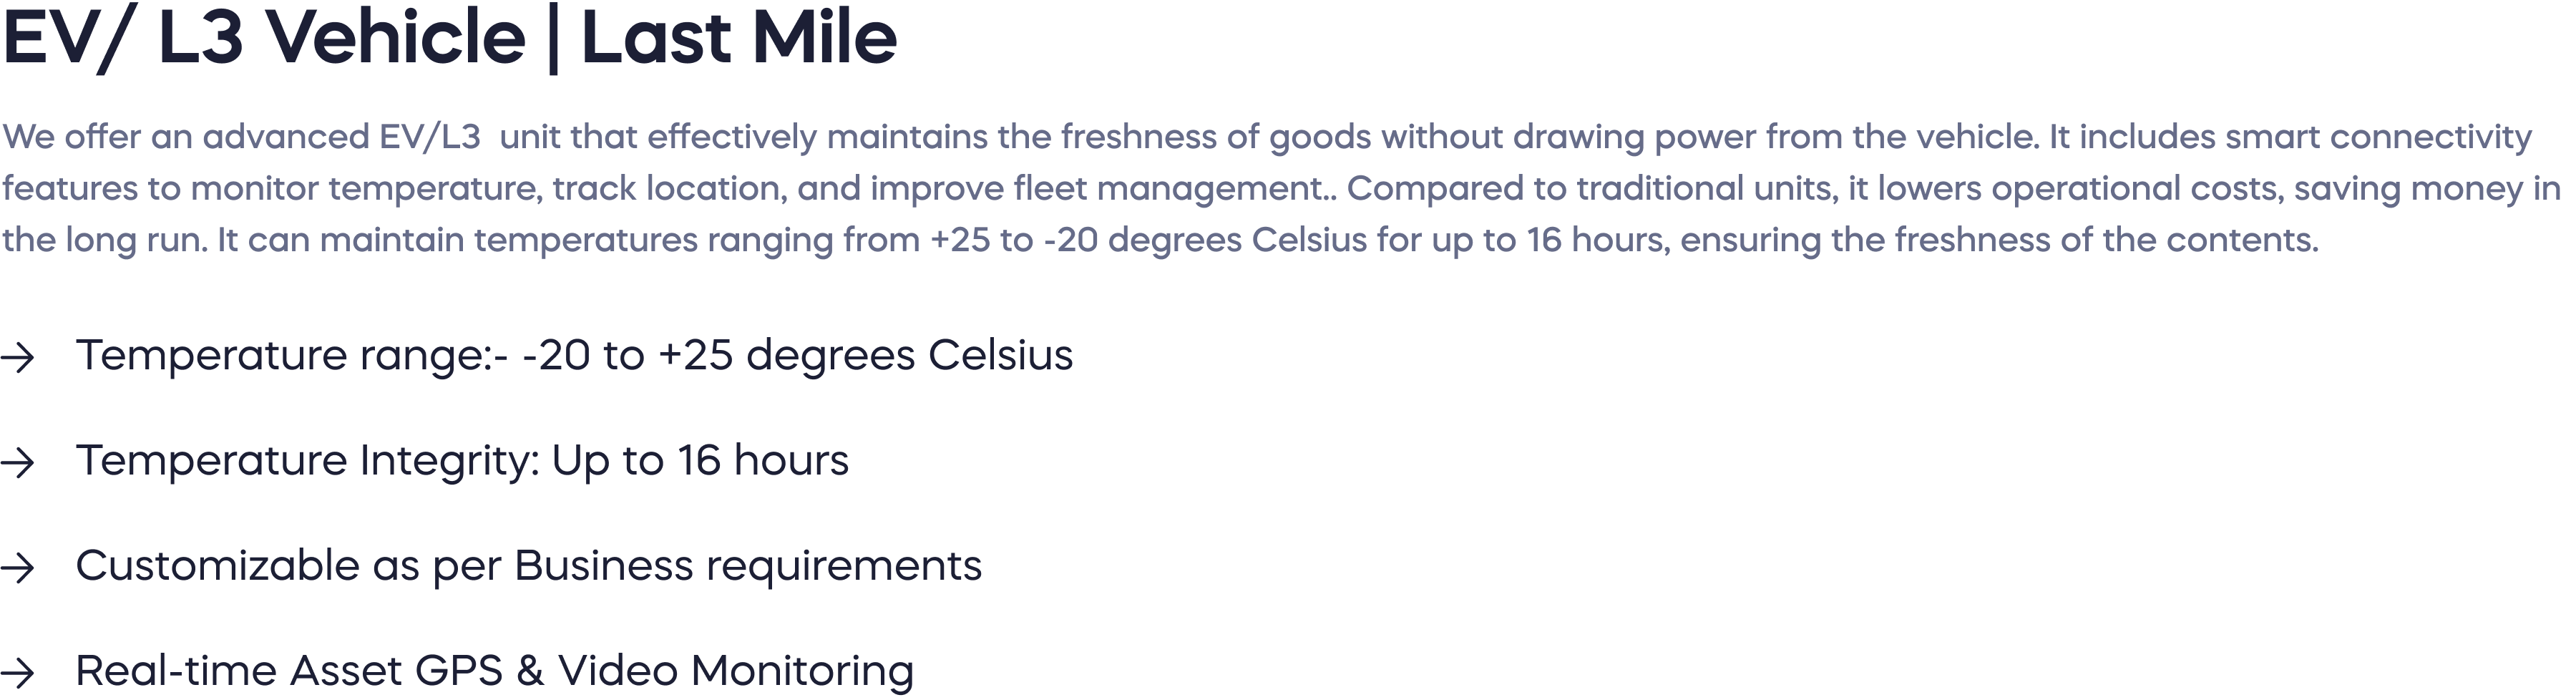 EV/ L3 Vehicle | Last Mile
We offer an advanced EV/L3  unit that effectively maintains the freshness of goods without drawing power from the vehicle. It includes smart connectivity
features to monitor temperature, track location, and improve fleet management.. Compared to traditional units, it lowers operational costs, saving money in
the long run. It can maintain temperatures ranging from +25 to -20 degrees Celsius for up to 16 hours, ensuring the freshness of the contents.
→ Temperature range:- -20 to +25 degrees Celsius
→ Temperature Integrity: Up to 16 hours
→ Customizable as per Business requirements
→ Real-time Asset GPS & Video Monitoring